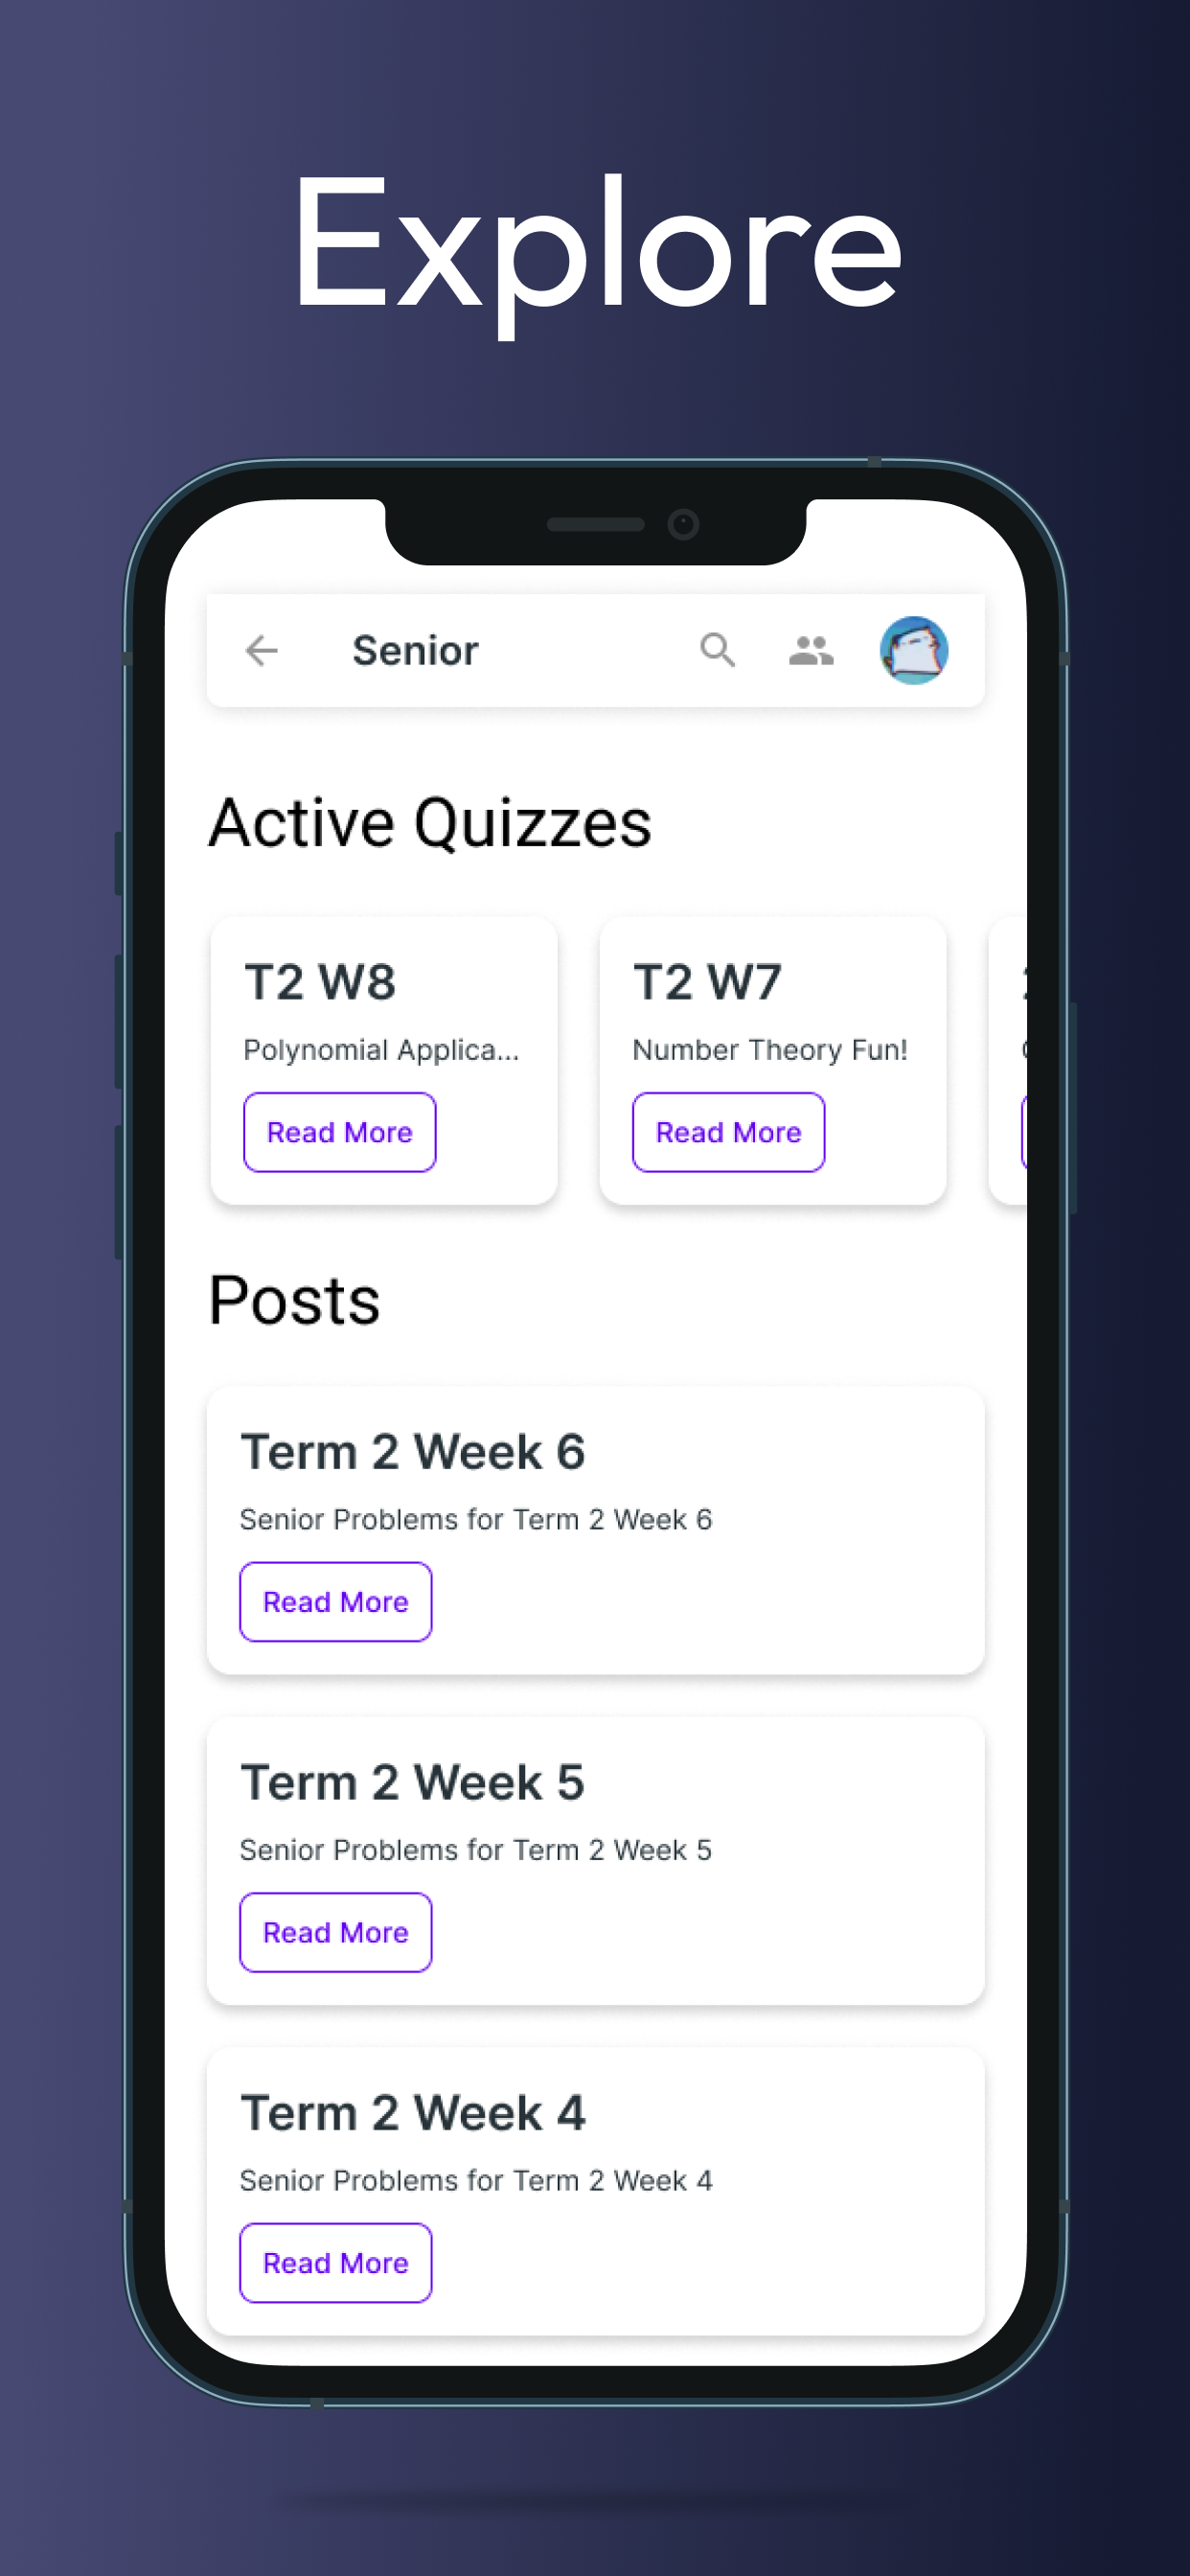 Explore
Senior
Active Quizzes
T2 W8
Polynomial Applica...
Read More
T2 W7
Number Theory Fun!
Read More
Posts
Term 2 Week 6
Senior Problems for Term 2 Week 6
Read More
Term 2 Week 5
Senior Problems for Term 2 Week 5
Read More
Term 2 Week 4
Senior Problems for Term 2 Week 4
Read More